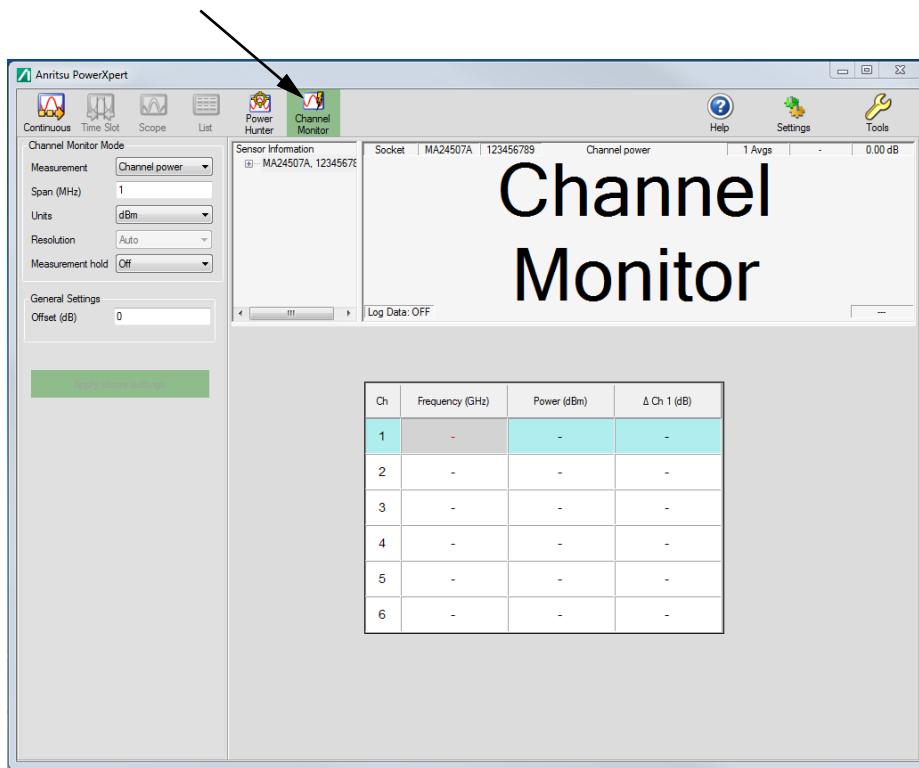 Anritsu PowerXpert
Continuous
Time Slot
Scope
List
Power
Hunter
Channel
Monitor
Help
Settings
Tools
Channel Monitor Mode
Measurement Channel power
Span (MHz) 1
Units dBm
Resolution Auto
Measurement hold Off
General Settings
Offset (dB) 0
Apply above settings
Sensor Information
MA24507A, 12345678
Socket MA24507A 123456789 Channel power 1 Avgs - 0.00 dB
Channel
Monitor
Log Data: OFF ---
Ch Frequency (GHz) Power (dBm) Δ Ch 1 (dB)
1 - - -
2 - - -
3 - - -
4 - - -
5 - - -
6 - - -